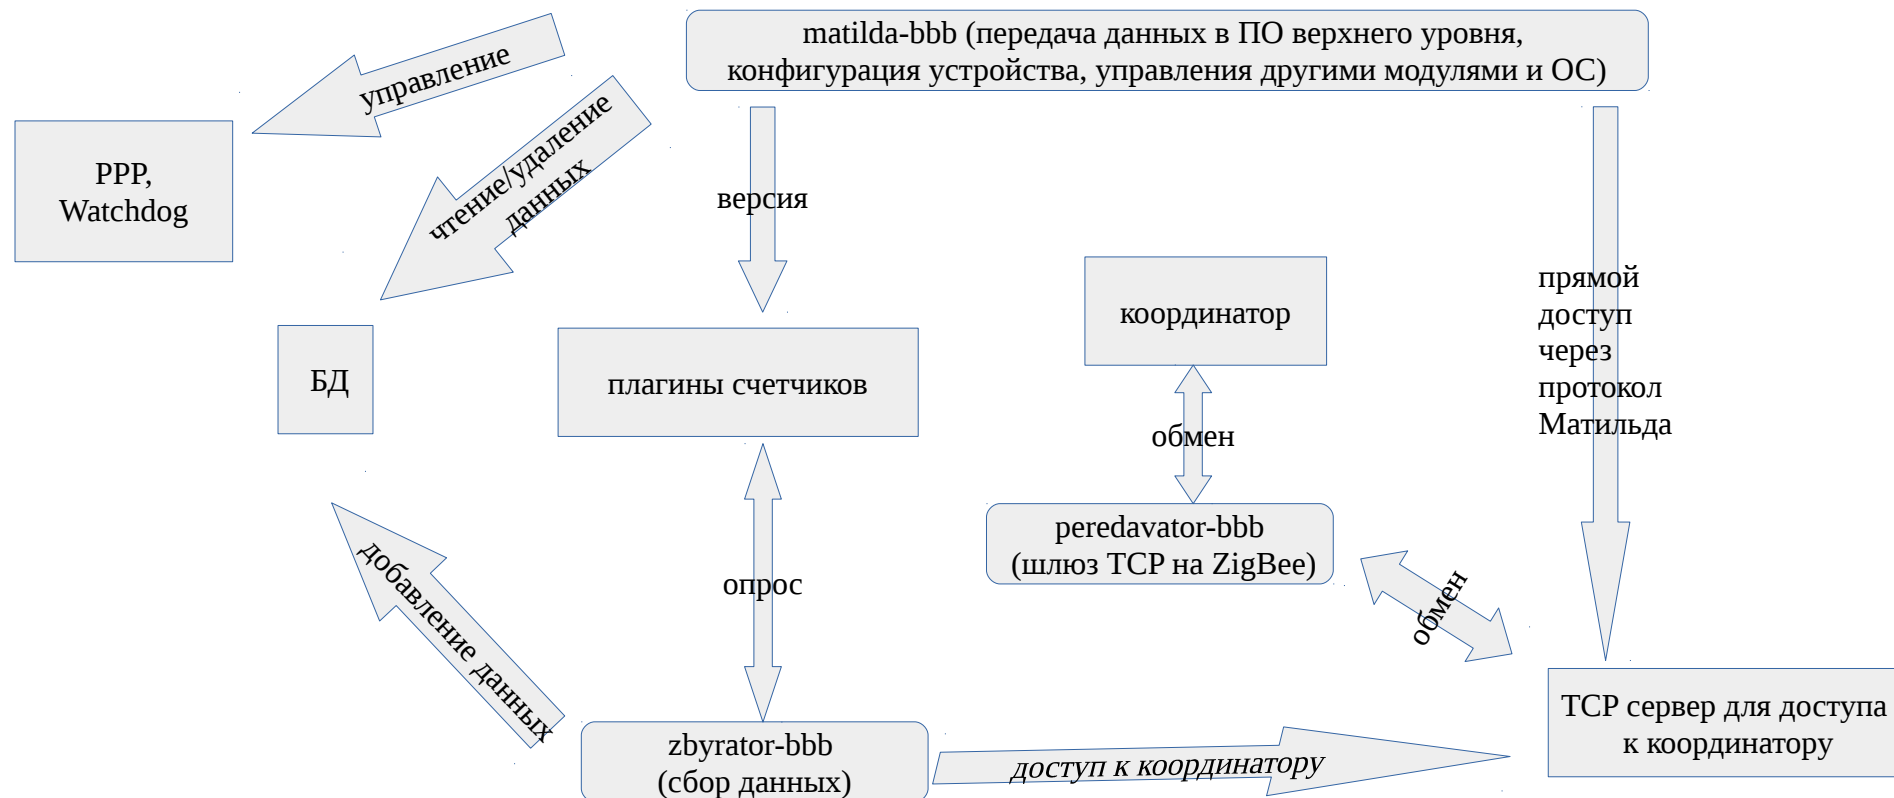 matilda-bbb (передача данных в ПО верхнего уровня,
конфигурация устройства, управления другими модулями и ОС)
управление
чтение/удаление
данных
PPP,
Watchdog
версия
координатор
прямой
доступ
через
протокол
Матильда
БД
плагины счетчиков
обмен
peredavator-bbb
(шлюз TCP на ZigBee)
обмен
добавление данных
опрос
zbyrator-bbb
(сбор данных)
доступ к координатору
TCP сервер для доступа
к координатору